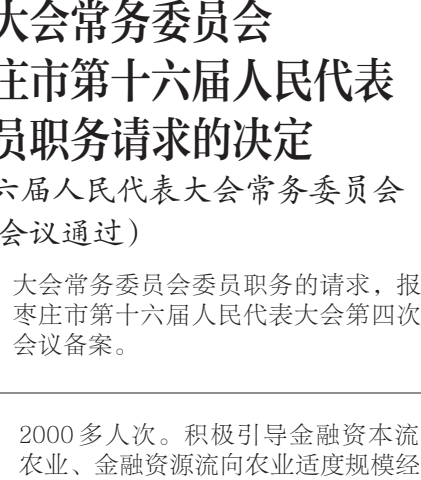 大会常务委员会
庄市第十六届人民代表
员职务请求的决定
六届人民代表大会常务委员会
会议通过）
大会常务委员会委员职务的请求，报
枣庄市第十六届人民代表大会第四次
会议备案。
2000多人次。积极引导金融资本流
农业、金融资源流向农业适度规模经